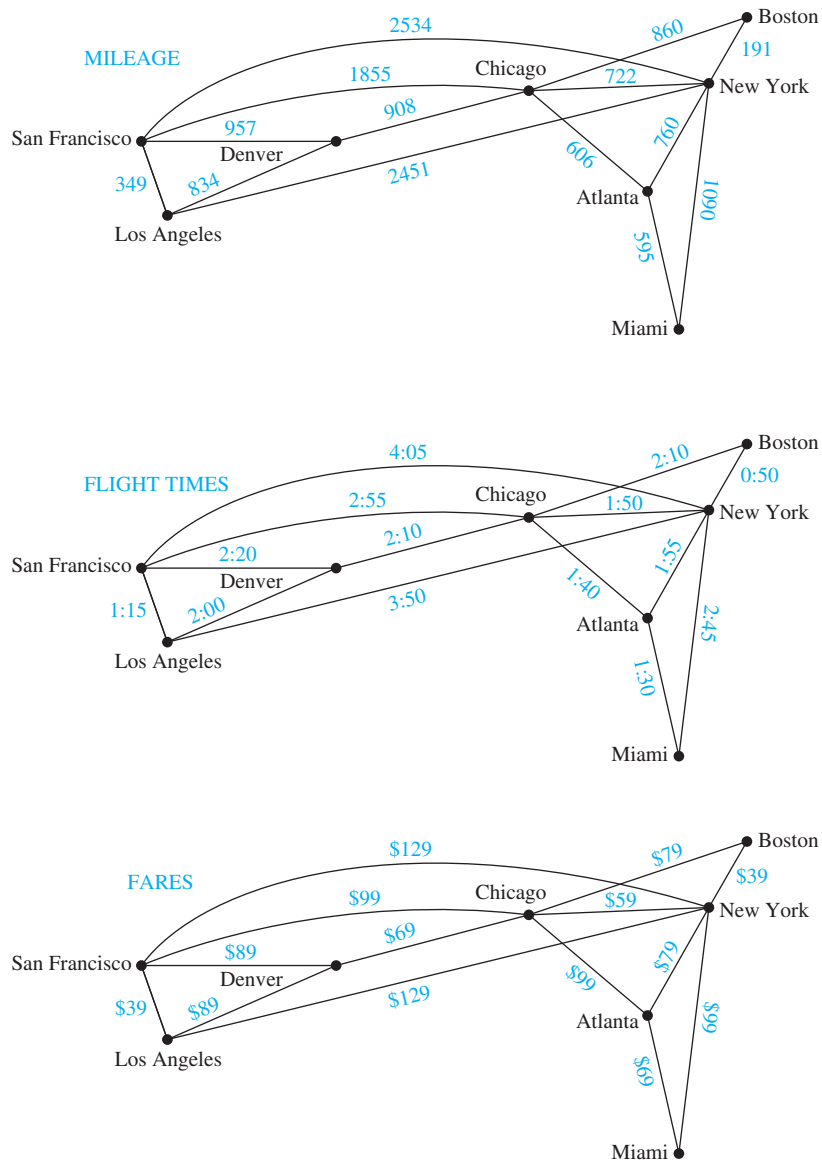 Boston
860
2534
191
MILEAGE
Chicago
1855
722
New York
908
San Francisco
957
760
Denver
606
349
834
2451
Atlanta
1090
Los Angeles
595
Miami
Boston
4:05
2:10
0:50
FLIGHT TIMES
Chicago
2:55
1:50
New York
2:10
San Francisco
2:20
1:55
Denver
1:40
1:15
2:00
3:50
Atlanta
2:45
Los Angeles
1:30
Miami
Boston
$129
$79
$39
FARES
Chicago
$99
$59
New York
$69
San Francisco
$89
$79
Denver
$99
$39
$89
$129
Atlanta
$99
Los Angeles
$69
Miami